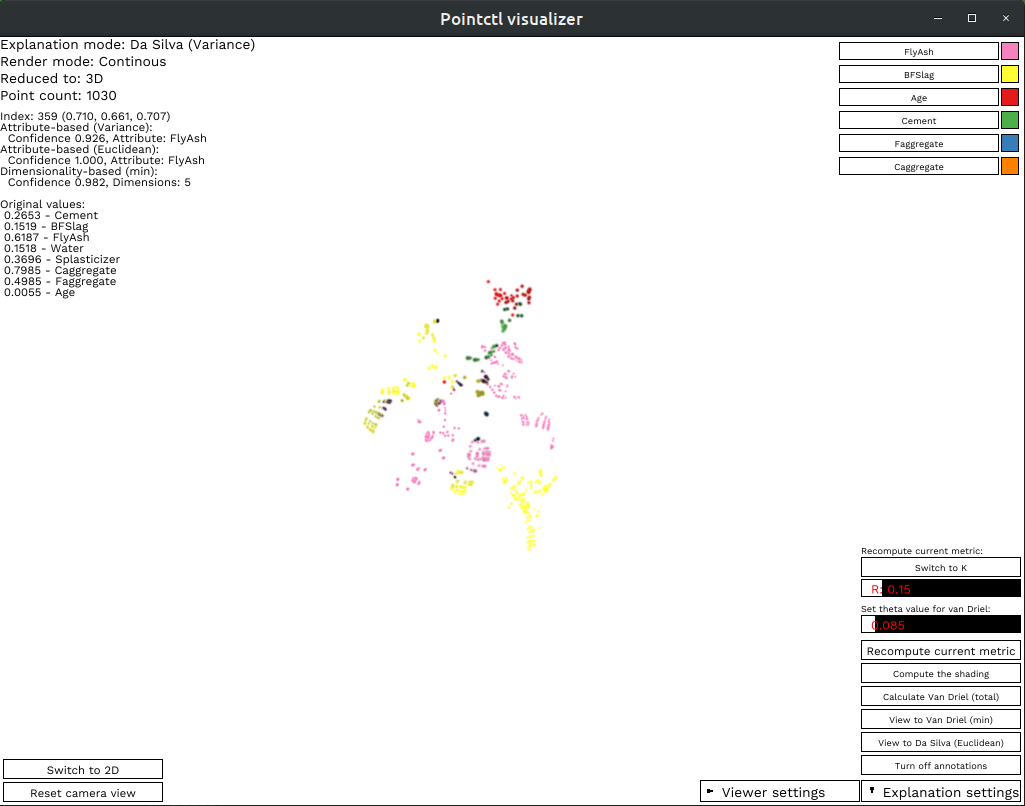 Pointctl visualizer
Explanation mode: Da Silva (Variance)
Render mode: Continous
Reduced to: 3D
Point count: 1030
Index: 359 (0.710, 0.661, 0.707)
Attribute-based (Variance):
Confidence 0.926, Attribute: FlyAsh
Attribute-based (Euclidean):
Confidence 1.000, Attribute: FlyAsh
Dimensionality-based (min):
Confidence 0.982, Dimensions: 5
Original values:
0.2653 - Cement
0.1519 - BFSlag
0.6187 - FlyAsh
0.1518 - Water
0.3696 - Splasticizer
0.7985 - Caggregate
0.4985 - Faggregate
0.0055 - Age
FlyAsh
BFSlag
Age
Cement
Faggregate
Caggregate
Recompute current metric:
Switch to K
R: 0.15
Set theta value for van Driel:
0.085
Recompute current metric
Compute the shading
Calculate Van Driel (total)
View to Van Driel (min)
View to Da Silva (Euclidean)
Turn off annotations
Switch to 2D
Reset camera view
Viewer settings
Explanation settings